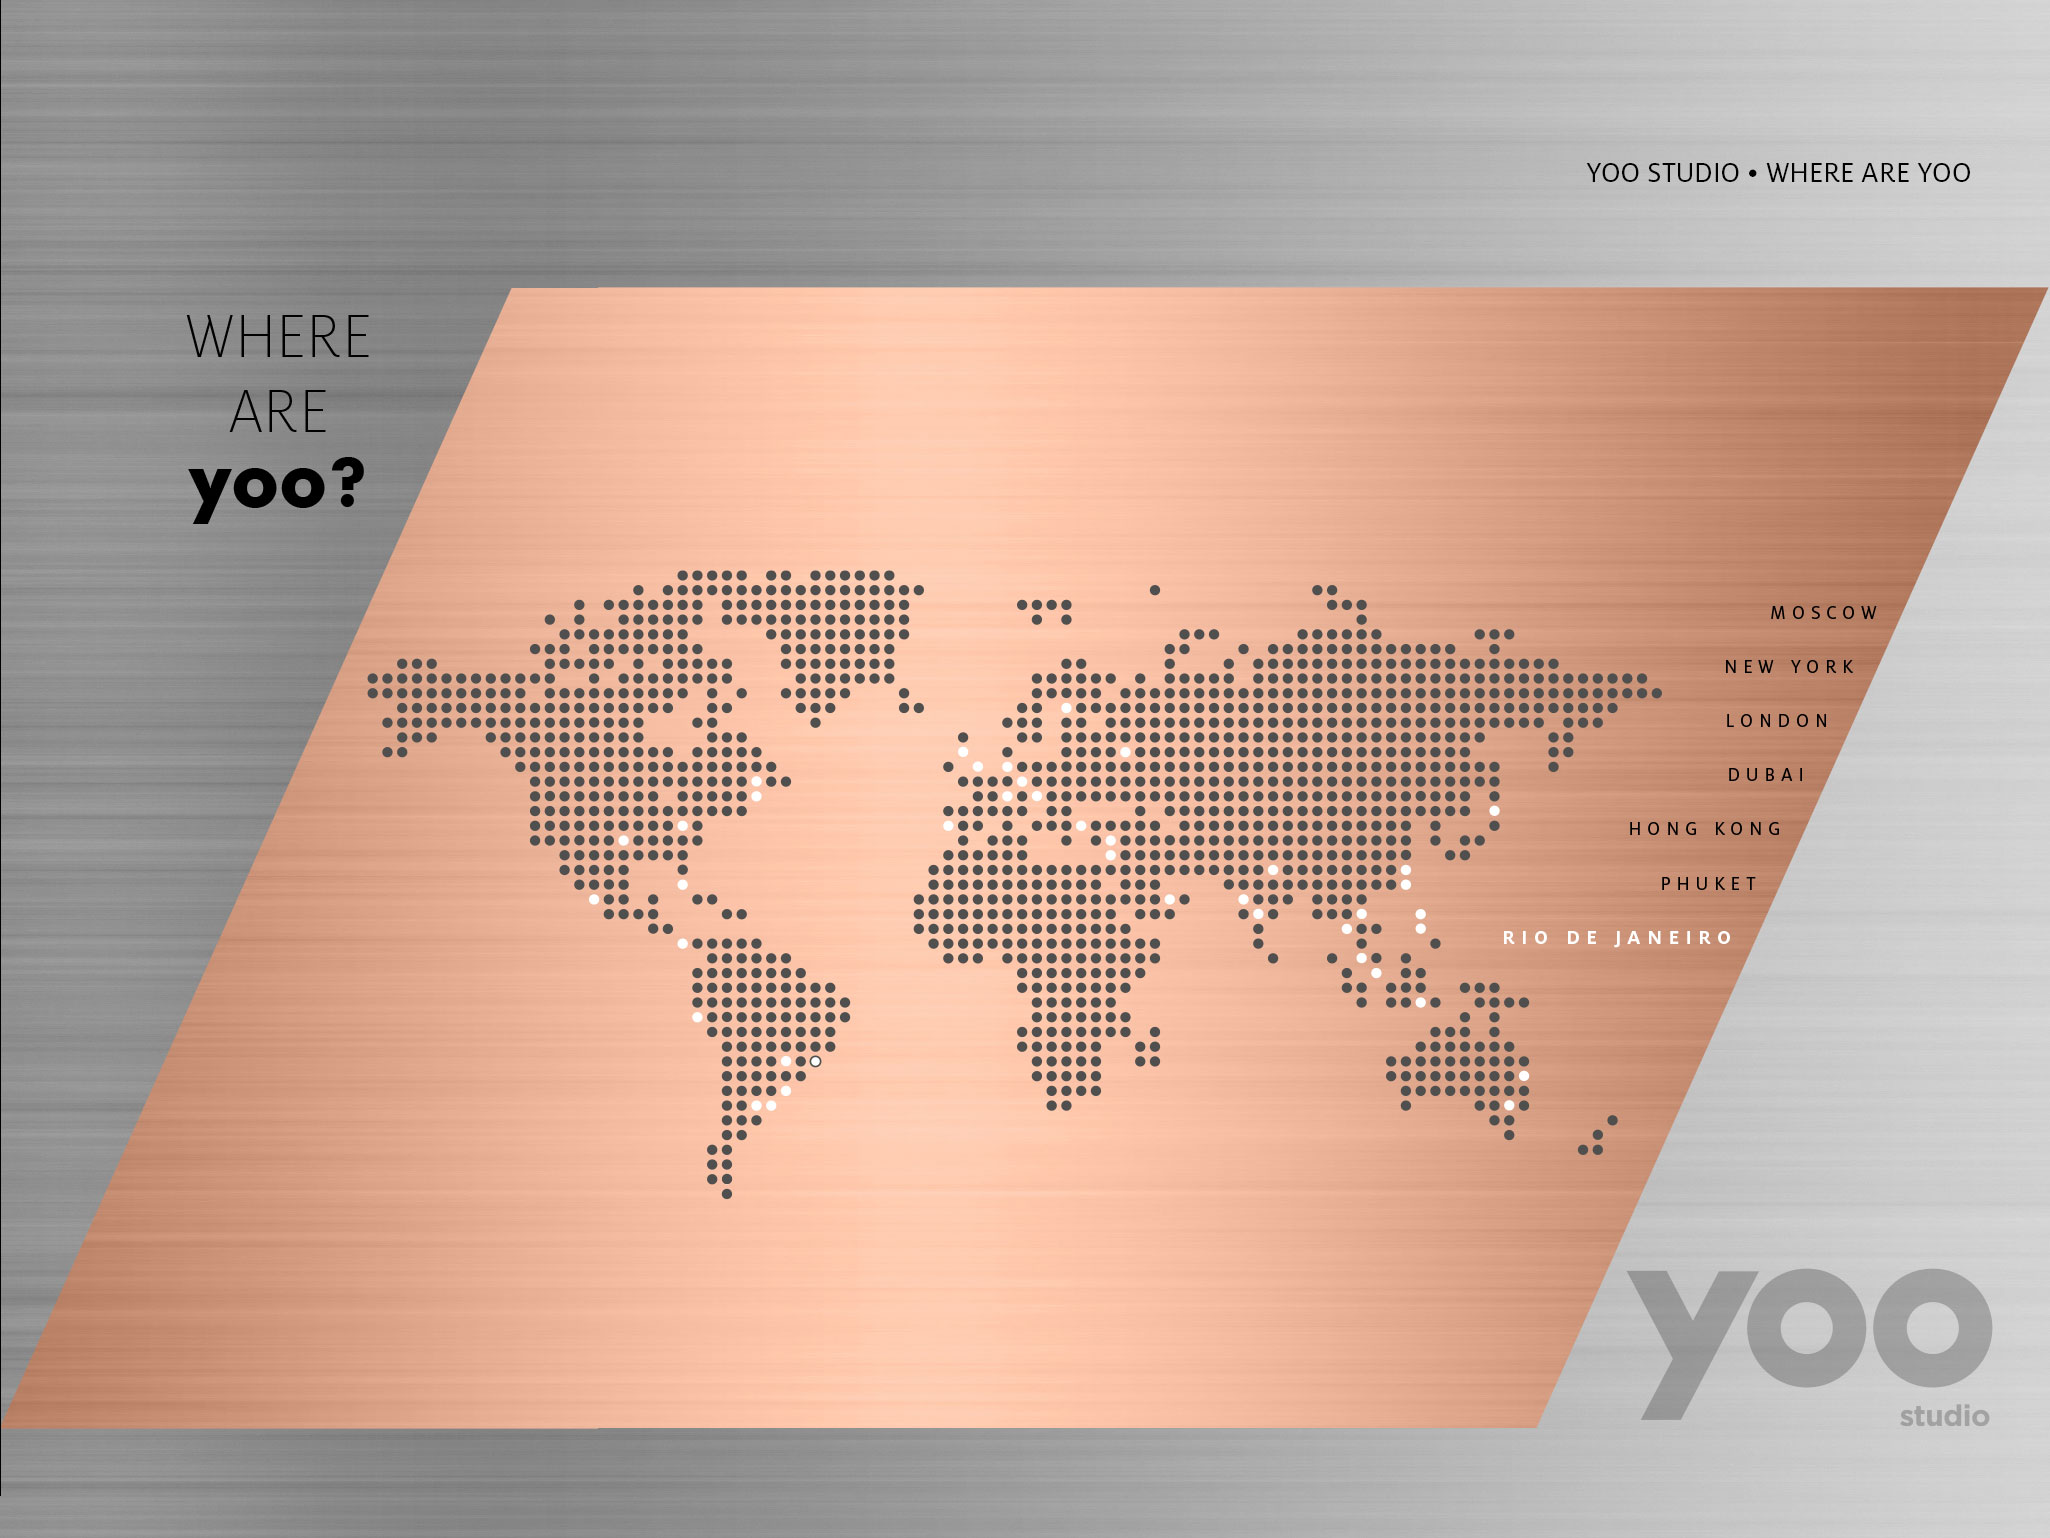 YOO STUDIO • WHERE ARE YOO
WHERE
ARE
yoo?
MOSCOW
NEW YORK
LONDON
DUBAI
HONG KONG
PHUKET
RIO DE JANEIRO
yoo
studio